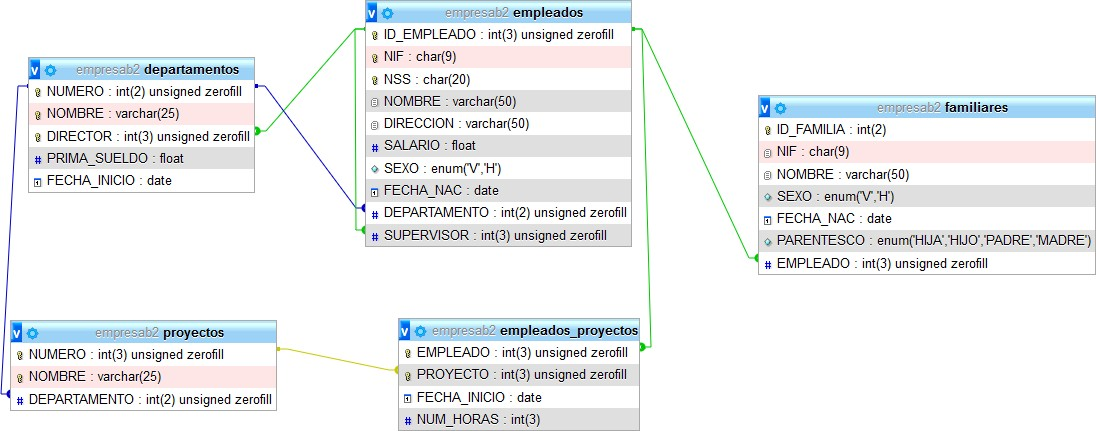 empresab2 departamentos
NUMERO : int(2) unsigned zerofill
NOMBRE : varchar(25)
DIRECTOR : int(3) unsigned zerofill
PRIMA_SUELDO : float
FECHA_INICIO : date
empresab2 empleados
ID_EMPLEADO : int(3) unsigned zerofill
NIF : char(9)
NSS : char(20)
NOMBRE : varchar(50)
DIRECCION : varchar(50)
SALARIO : float
SEXO : enum('V','H')
FECHA_NAC : date
DEPARTAMENTO : int(2) unsigned zerofill
SUPERVISOR : int(3) unsigned zerofill
empresab2 familiares
ID_FAMILIA : int(2)
NIF : char(9)
NOMBRE : varchar(50)
SEXO : enum('V','H')
FECHA_NAC : date
PARENTESCO : enum('HIJA','HIJO','PADRE','MADRE')
EMPLEADO : int(3) unsigned zerofill
empresab2 proyectos
NUMERO : int(3) unsigned zerofill
NOMBRE : varchar(25)
DEPARTAMENTO : int(2) unsigned zerofill
empresab2 empleados_proyectos
EMPLEADO : int(3) unsigned zerofill
PROYECTO : int(3) unsigned zerofill
FECHA_INICIO : date
NUM_HORAS : int(3)